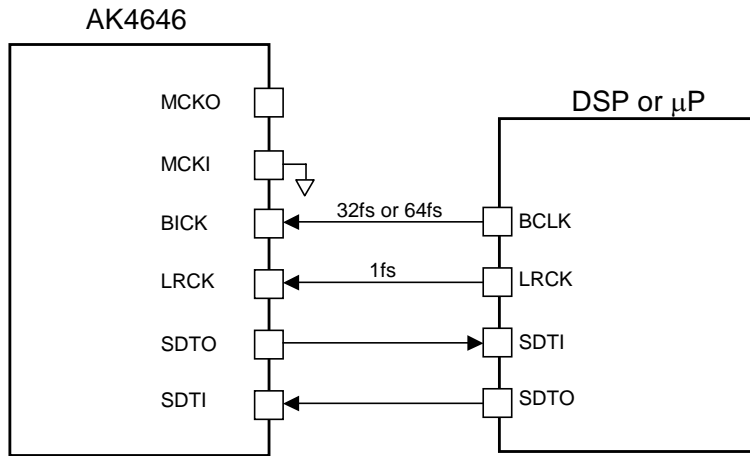 AK4646
DSP or μP
MCKO
MCKI
BICK
32fs or 64fs
BCLK
LRCK
1fs
LRCK
SDTO
SDTI
SDTI
SDTO